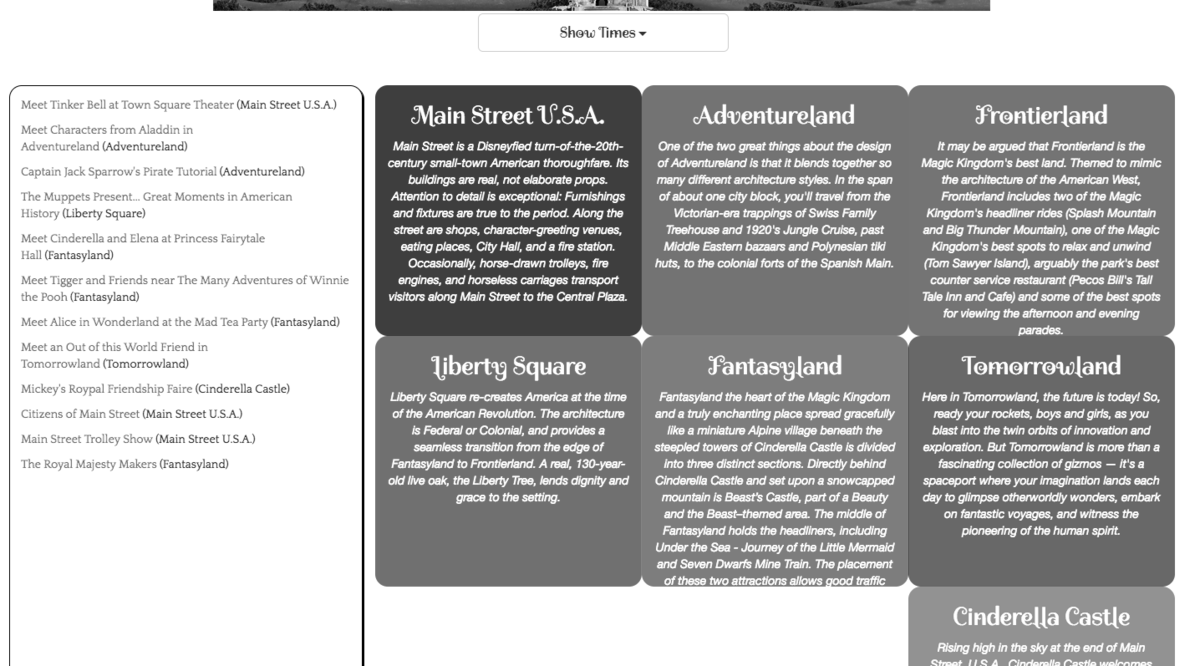 Show Times
Meet Tinker Bell at Town Square Theater (Main Street U.S.A.)
Meet Characters from Aladdin in
Adventureland (Adventureland)
Captain Jack Sparrow's Pirate Tutorial (Adventureland)
The Muppets Present... Great Moments in American
History (Liberty Square)
Meet Cinderella and Elena at Princess Fairytale
Hall (Fantasyland)
Meet Tigger and Friends near The Many Adventures of Winnie
the Pooh (Fantasyland)
Meet Alice in Wonderland at the Mad Tea Party (Fantasyland)
Meet an Out of this World Friend in
Tomorrowland (Tomorrowland)
Mickey's Roypal Friendship Faire (Cinderella Castle)
Citizens of Main Street (Main Street U.S.A.)
Main Street Trolley Show (Main Street U.S.A.)
The Royal Majesty Makers (Fantasyland)
Main Street U.S.A.
Main Street is a Disneyfied turn-of-the-20th-
century small-town American thoroughfare. Its
buildings are real, not elaborate props.
Attention to detail is exceptional: Furnishings
and fixtures are true to the period. Along the
street are shops, character-greeting venues,
eating places, City Hall, and a fire station.
Occasionally, horse-drawn trolleys, fire
engines, and horseless carriages transport
visitors along Main Street to the Central Plaza.
Adventureland
One of the two great things about the design
of Adventureland is that it blends together so
many different architecture styles. In the span
of about one city block, you'll travel from the
Victorian-era trappings of Swiss Family
Treehouse and 1920's Jungle Cruise, past
Middle Eastern bazaars and Polynesian tiki
huts, to the colonial forts of the Spanish Main.
Frontierland
It may be argued that Frontierland is the
Magic Kingdom's best land. Themed to mimic
the architecture of the American West,
Frontierland includes two of the Magic
Kingdom's headliner rides (Splash Mountain
and Big Thunder Mountain), one of the Magic
Kingdom's best spots to relax and unwind
(Tom Sawyer Island), arguably the park's best
counter service restaurant (Pecos Bill's Tall
Tale Inn and Cafe) and some of the best spots
for viewing the afternoon and evening
parades.
Liberty Square
Liberty Square re-creates America at the time
of the American Revolution. The architecture
is Federal or Colonial, and provides a
seamless transition from the edge of
Fantasyland to Frontierland. A real, 130-year-
old live oak, the Liberty Tree, lends dignity and
grace to the setting.
Fantasyland
Fantasyland the heart of the Magic Kingdom
and a truly enchanting place spread gracefully
like a miniature Alpine village beneath the
steepled towers of Cinderella Castle is divided
into three distinct sections. Directly behind
Cinderella Castle and set upon a snowcapped
mountain is Beast's Castle, part of a Beauty
and the Beast–themed area. The middle of
Fantasyland holds the headliners, including
Under the Sea - Journey of the Little Mermaid
and Seven Dwarfs Mine Train. The placement
of these two attractions allows good traffic
Tomorrowland
Here in Tomorrowland, the future is today! So,
ready your rockets, boys and girls, as you
blast into the twin orbits of innovation and
exploration. But Tomorrowland is more than a
fascinating collection of gizmos — it's a
spaceport where your imagination lands each
day to glimpse otherworldly wonders, embark
on fantastic voyages, and witness the
pioneering of the human spirit.
Cinderella Castle
Rising high in the sky at the end of Main
Street, U.S.A., Cinderella Castle welcomes